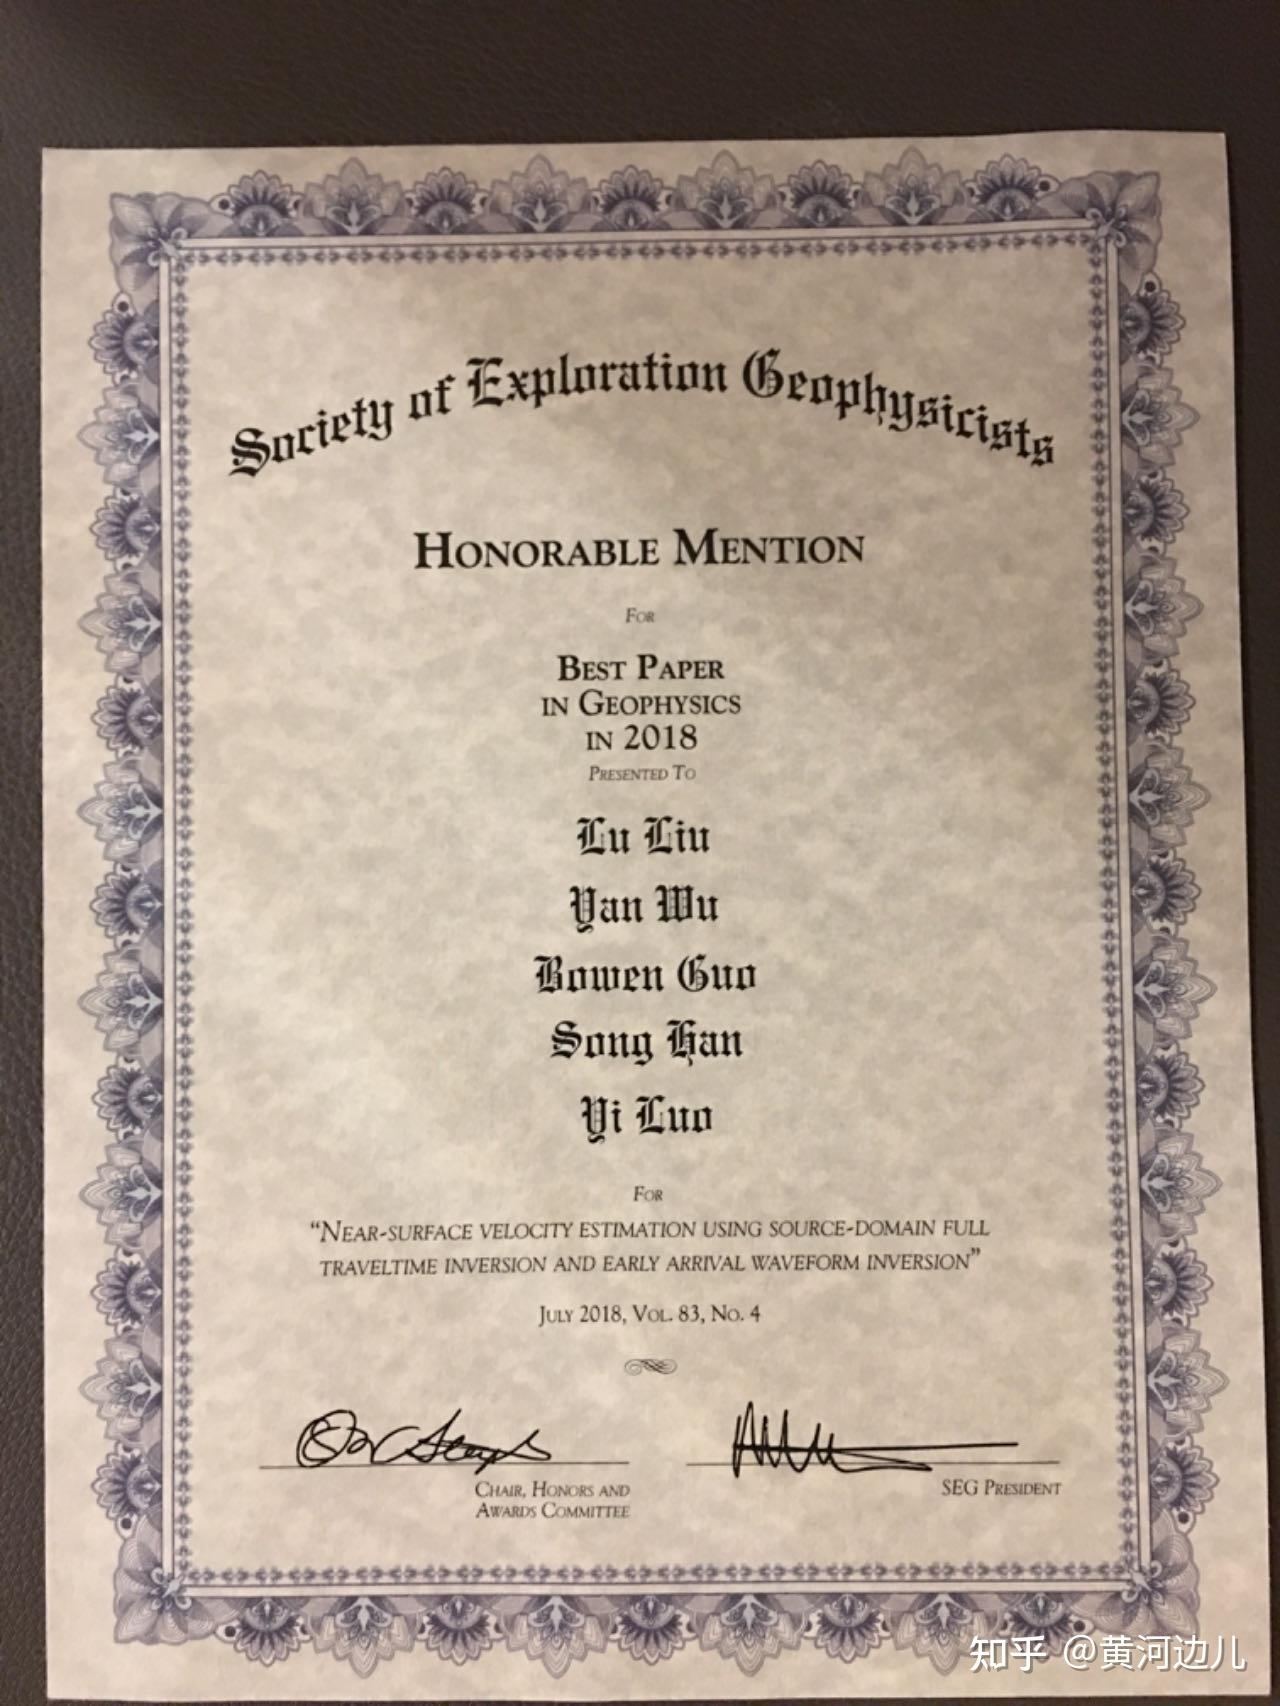 Society of Exploration Geophysicists
HONORABLE MENTION
FOR
BEST PAPER
IN GEOPHYSICS
IN 2018
PRESENTED TO
Lu Liu
Yan Wu
Bowen Guo
Song Han
Yi Luo
FOR
“NEAR-SURFACE VELOCITY ESTIMATION USING SOURCE-DOMAIN FULL
TRAVELTIME INVERSION AND EARLY ARRIVAL WAVEFORM INVERSION”
JULY 2018, VOL. 83, NO. 4
CHAIR, HONORS AND
AWARDS COMMITTEE
SEG PRESIDENT
知乎 @黄河边儿